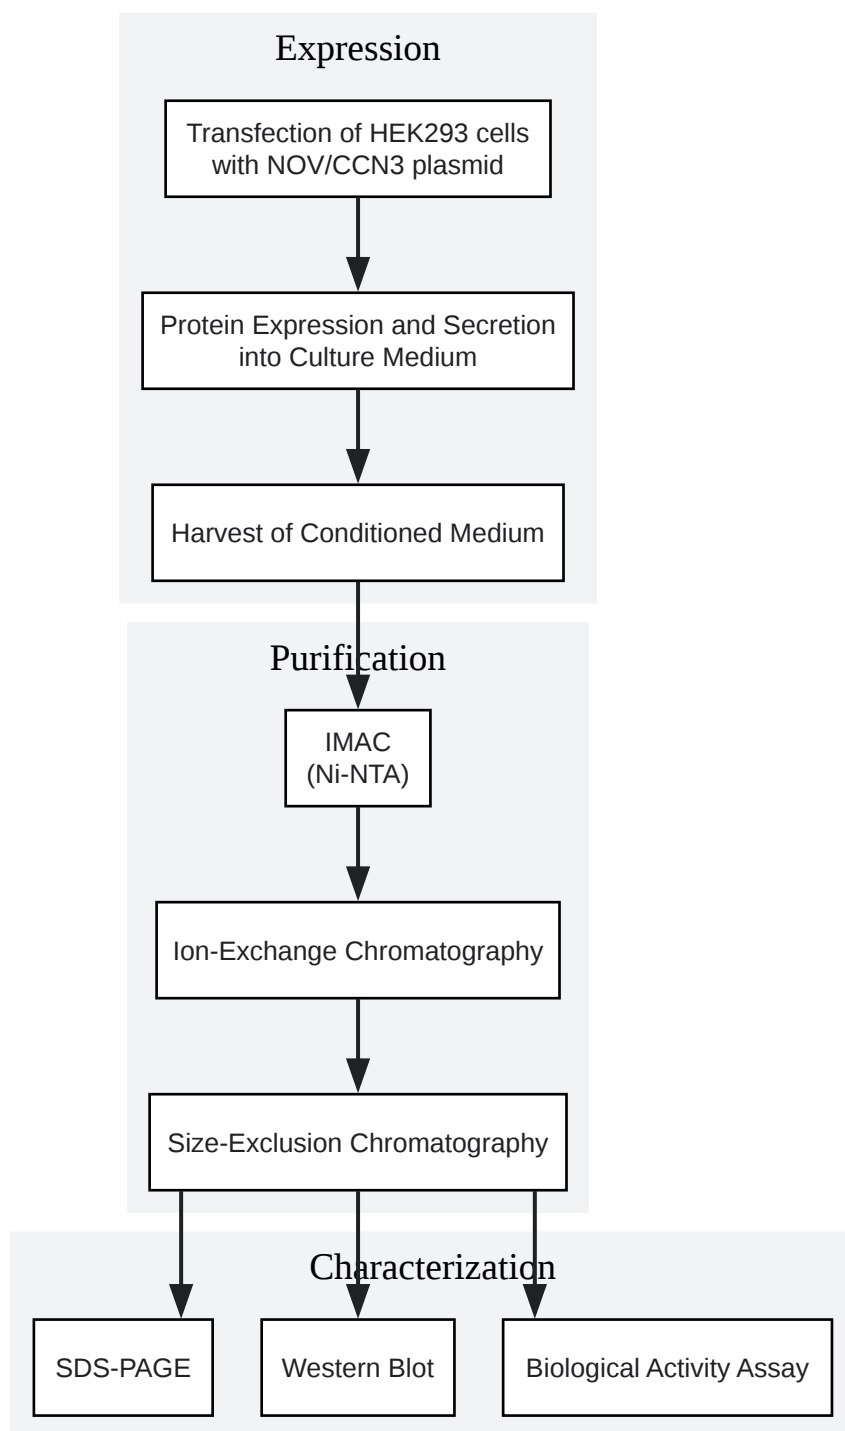 Expression
Transfection of HEK293 cells
with NOV/CCN3 plasmid
Protein Expression and Secretion
into Culture Medium
Harvest of Conditioned Medium
Purification
IMAC
(Ni-NTA)
Ion-Exchange Chromatography
Size-Exclusion Chromatography
Characterization
SDS-PAGE
Western Blot
Biological Activity Assay